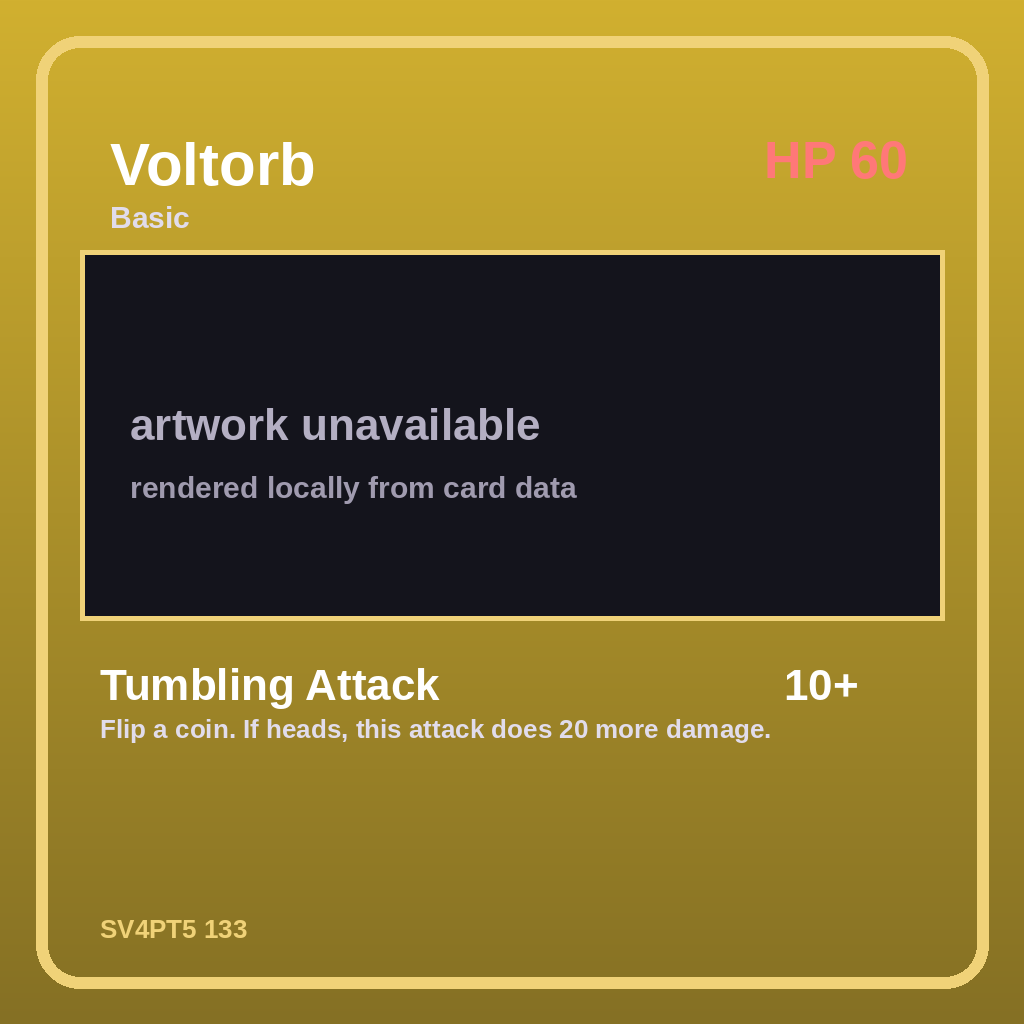 Voltorb
HP 60
Basic
artwork unavailable
rendered locally from card data
Tumbling Attack
10+
Flip a coin. If heads, this attack does 20 more damage.
SV4PT5 133